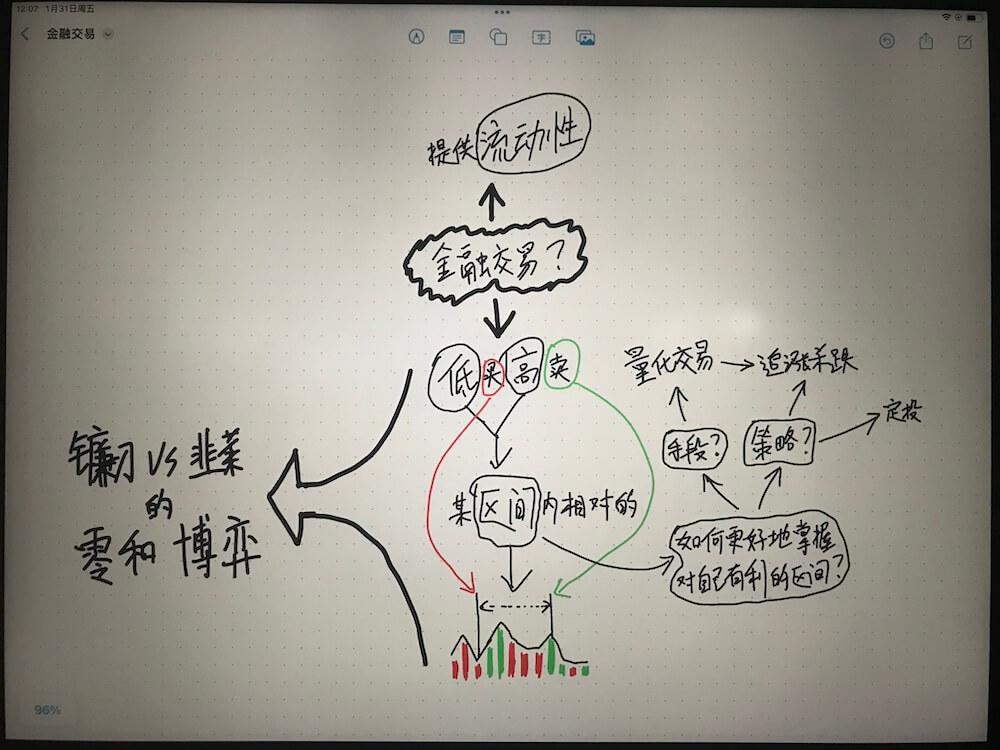 12:07 1月31日周五
金融交易
字
提供流动性
金融交易?
低买高卖
量化交易
追涨杀跌
手段?
策略?
定投
镰刀 VS 韭菜
的
零和博弈
某区间内相对的
如何更好地掌握
对自己有利的区间?
96%